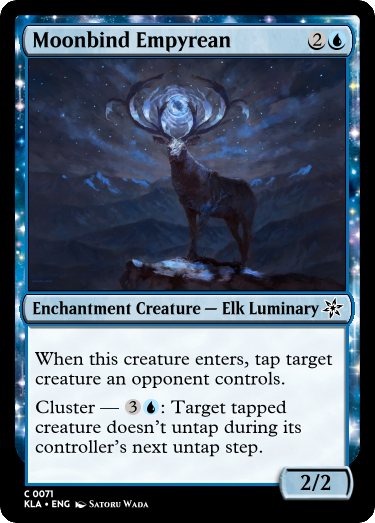 Moonbind Empyrean 2
Enchantment Creature — Elk Luminary
When this creature enters, tap target
creature an opponent controls.
Cluster — 3 : Target tapped
creature doesn't untap during its
controller's next untap step.
2/2
C 0071
KLA • ENG Satoru Wada